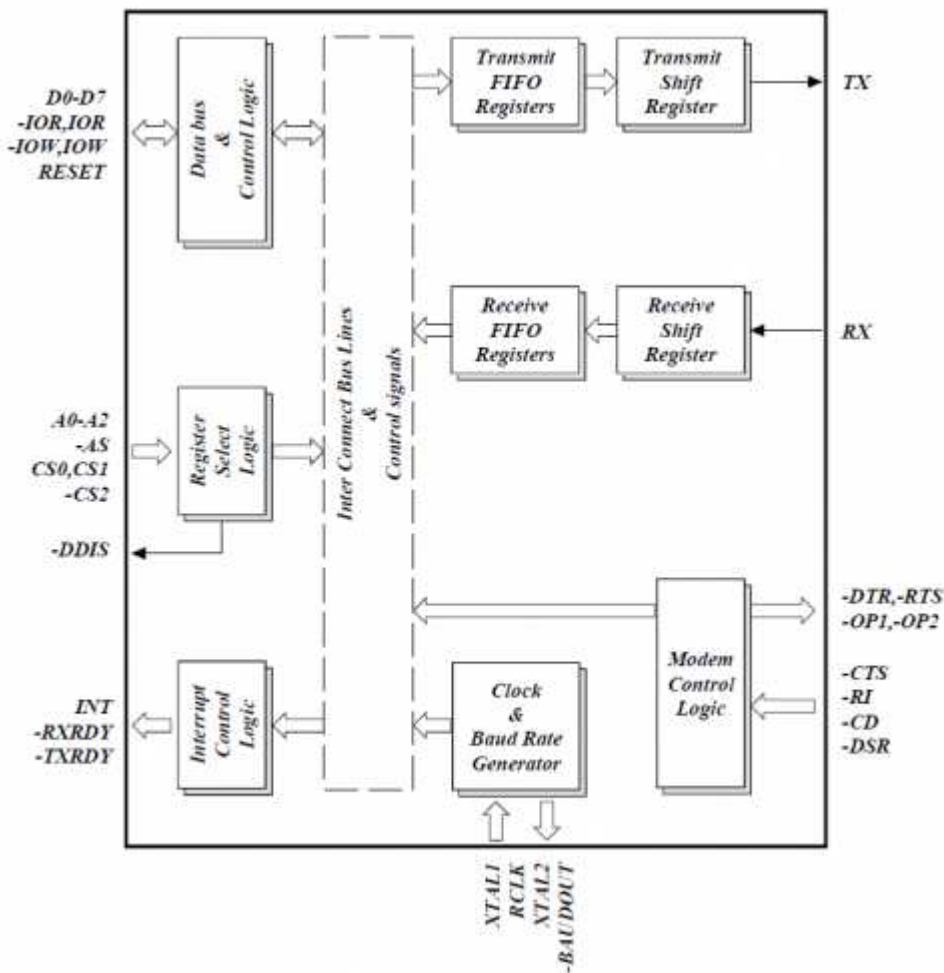 D0-D7
-IOR,IOR
-IOW,IOW
RESET
Data bus
&
Control Logic
A0-A2
-AS
CS0,CS1
-CS2
Register
Select
Logic
-DDIS
INT
-RXRDY
-TXRDY
Interrupt
Control
Logic
Inter Connect Bus Lines
&
Control signals
Transmit
FIFO
Registers
Transmit
Shift
Register
TX
Receive
FIFO
Registers
Receive
Shift
Register
RX
Modem
Control
Logic
-DTR,-RTS
-OP1,-OP2
-CTS
-RI
-CD
-DSR
Clock
&
Baud Rate
Generator
XTAL1
RCLK
XTAL2
-BAUDOUT